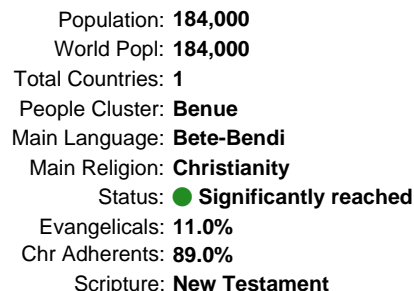 Population: 184,000
World Popl: 184,000
Total Countries: 1
People Cluster: Benue
Main Language: Bete-Bendi
Main Religion: Christianity
Status: Significantly reached
Evangelicals: 11.0%
Chr Adherents: 89.0%
Scripture: New Testament